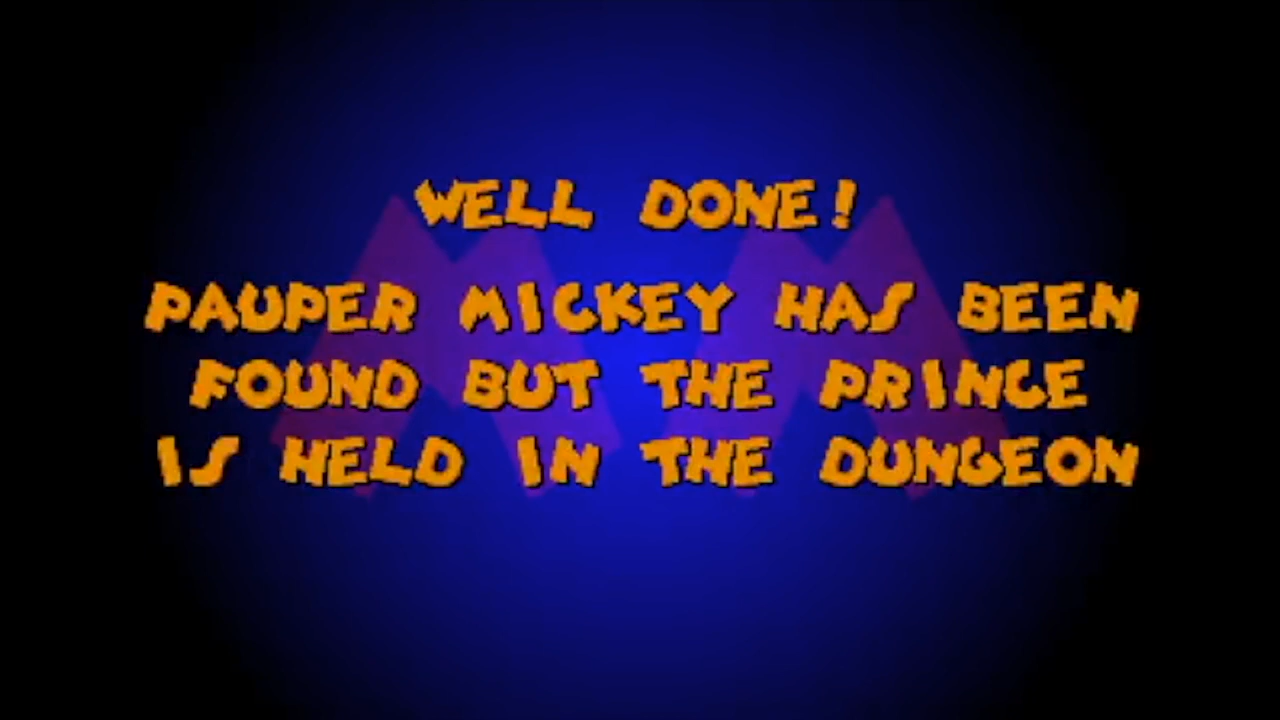 WELL DONE!
PAUPER MICKEY HAS BEEN
FOUND BUT THE PRINCE
IS HELD IN THE DUNGEON